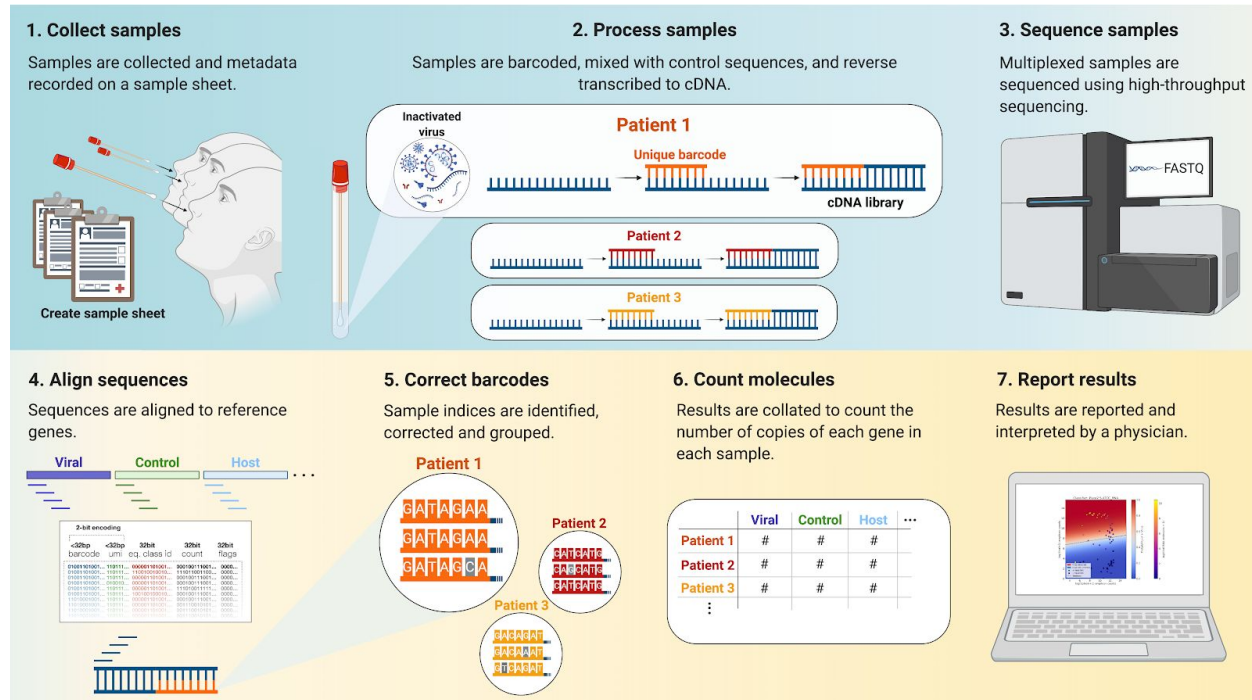 1. Collect samples
Samples are collected and metadata
recorded on a sample sheet.
Create sample sheet
2. Process samples
Samples are barcoded, mixed with control sequences, and reverse
transcribed to cDNA.
Inactivated
virus
Patient 1
Unique barcode
cDNA library
Patient 2
Patient 3
3. Sequence samples
Multiplexed samples are
sequenced using high-throughput
sequencing.
FASTQ
4. Align sequences
Sequences are aligned to reference
genes.
Viral Control Host ...
2-bit encoding
<32bp <32bp 32bit 32bit 32bit
barcode umi eq. class id count flags
5. Correct barcodes
Sample indices are identified,
corrected and grouped.
Patient 1
GATAGAA
GATAGAA
GATAGCA
Patient 2
CATCATG
CAGCATG
CATCATG
Patient 3
GACAGAT
GACAAAT
GTCAGAT
6. Count molecules
Results are collated to count the
number of copies of each gene in
each sample.
Viral Control Host ...
Patient 1 # # #
Patient 2 # # #
Patient 3 # # #
7. Report results
Results are reported and
interpreted by a physician.